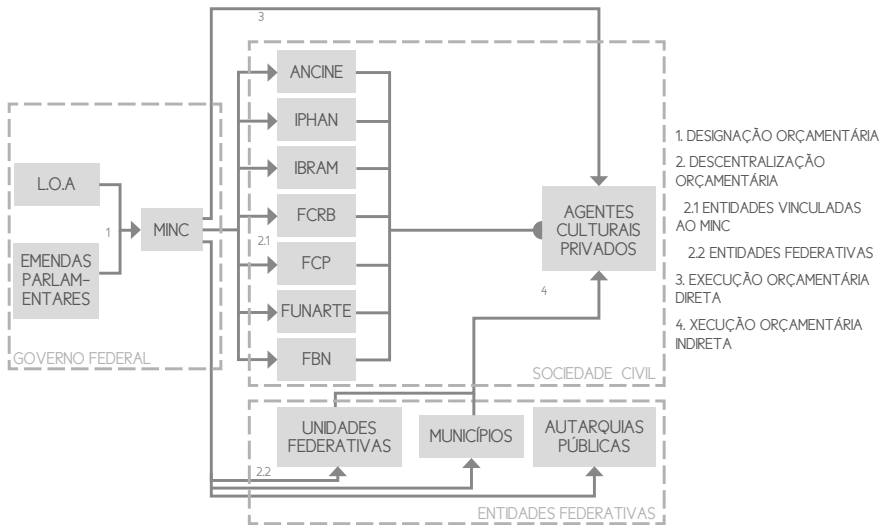 3
ANCINE
IPHAN
IBRAM
FCRB
2.1
FCP
FUNARTE
FBN
L.O.A
1
MINC
EMENDAS
PARLAM-
ENTARES
GOVERNO FEDERAL
AGENTES
CULTURAIS
PRIVADOS
4
SOCIEDADE CIVIL
UNIDADES
FEDERATIVAS
MUNICÍPIOS
AUTARQUIAS
PÚBLICAS
2.2
ENTIDADES FEDERATIVAS
1. DESIGNAÇÃO ORÇAMENTÁRIA
2. DESCENTRALIZAÇÃO
ORÇAMENTÁRIA
2.1 ENTIDADES VINCULADAS
AO MINC
2.2 ENTIDADES FEDERATIVAS
3. EXECUÇÃO ORÇAMENTÁRIA
DIRETA
4. XECUÇÃO ORÇAMENTÁRIA
INDIRETA